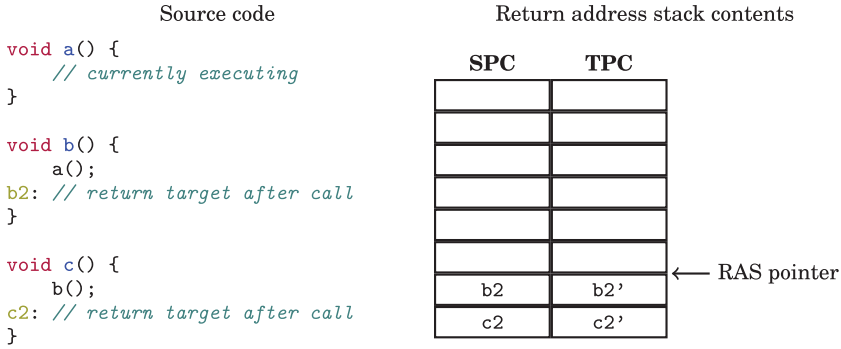 Source code
void a() {
    // currently executing
}
void b() {
    a();
b2: // return target after call
}
void c() {
    b();
c2: // return target after call
}
Return address stack contents
SPC TPC
RAS pointer
b2 b2’
c2 c2’